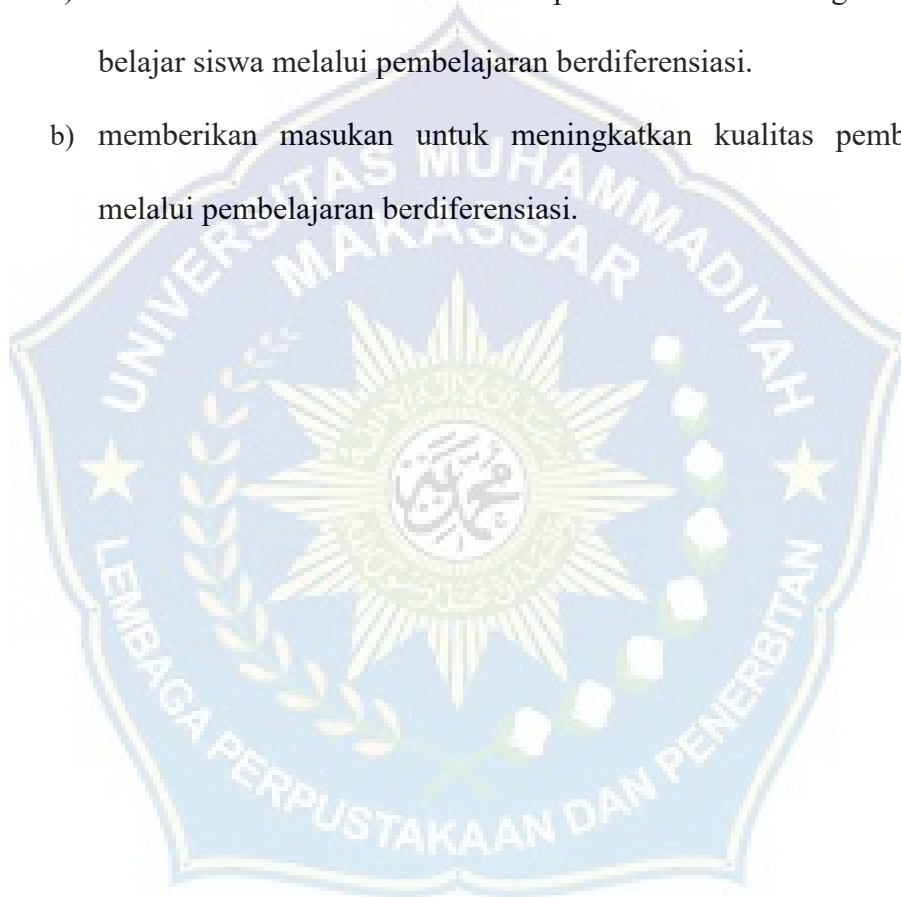 belajar siswa melalui pembelajaran berdiferensiasi.
b) memberikan masukan untuk meningkatkan kualitas
melalui pembelajaran berdiferensiasi.
UNIVERSITAS MUHAMMADIYAH
MAKASSAR
LEMBAGA PERPUSTAKAAN DAN PENERBITAN